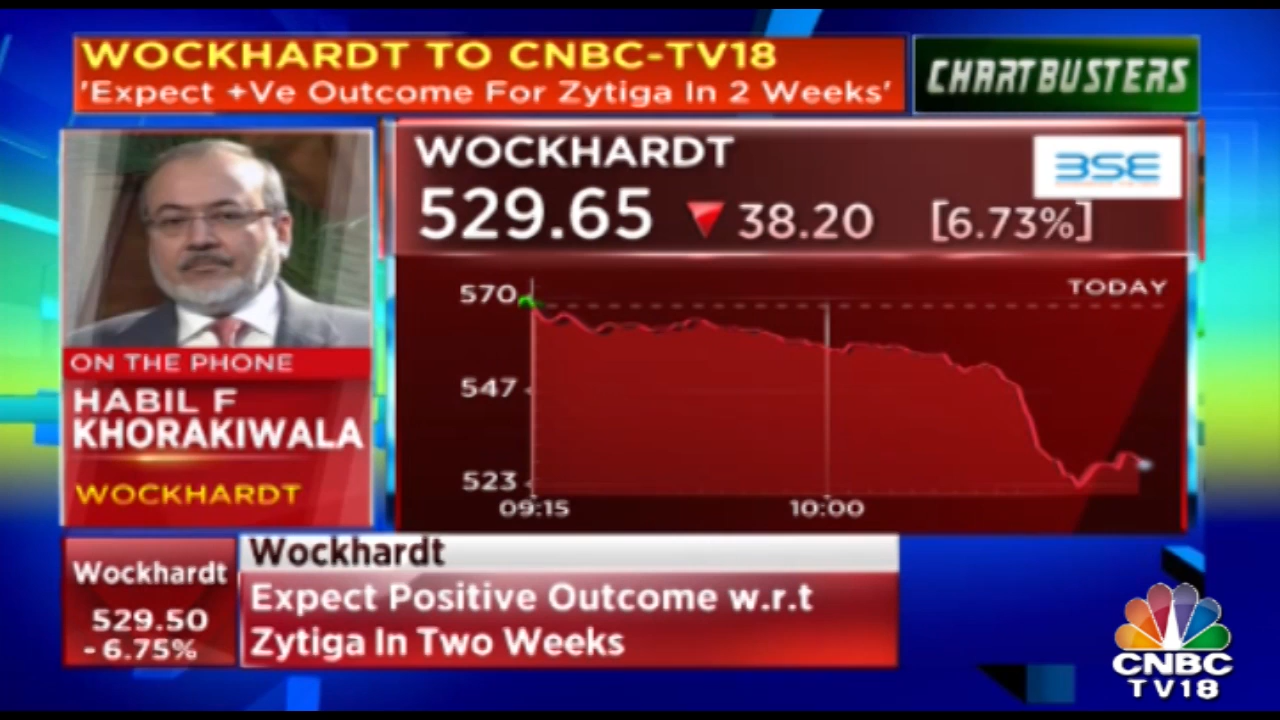 WOCKHARDT TO CNBC-TV18
'Expect +Ve Outcome For Zytiga In 2 Weeks'
CHARTBUSTERS
WOCKHARDT
BSE
529.65 ▼ 38.20 [6.73%]
TODAY
570
547
523
09:15
10:00
ON THE PHONE
HABIL F
KHORAKIWALA
WOCKHARDT
Wockhardt
529.50
- 6.75%
Wockhardt
Expect Positive Outcome w.r.t
Zytiga In Two Weeks
CNBC
TV18